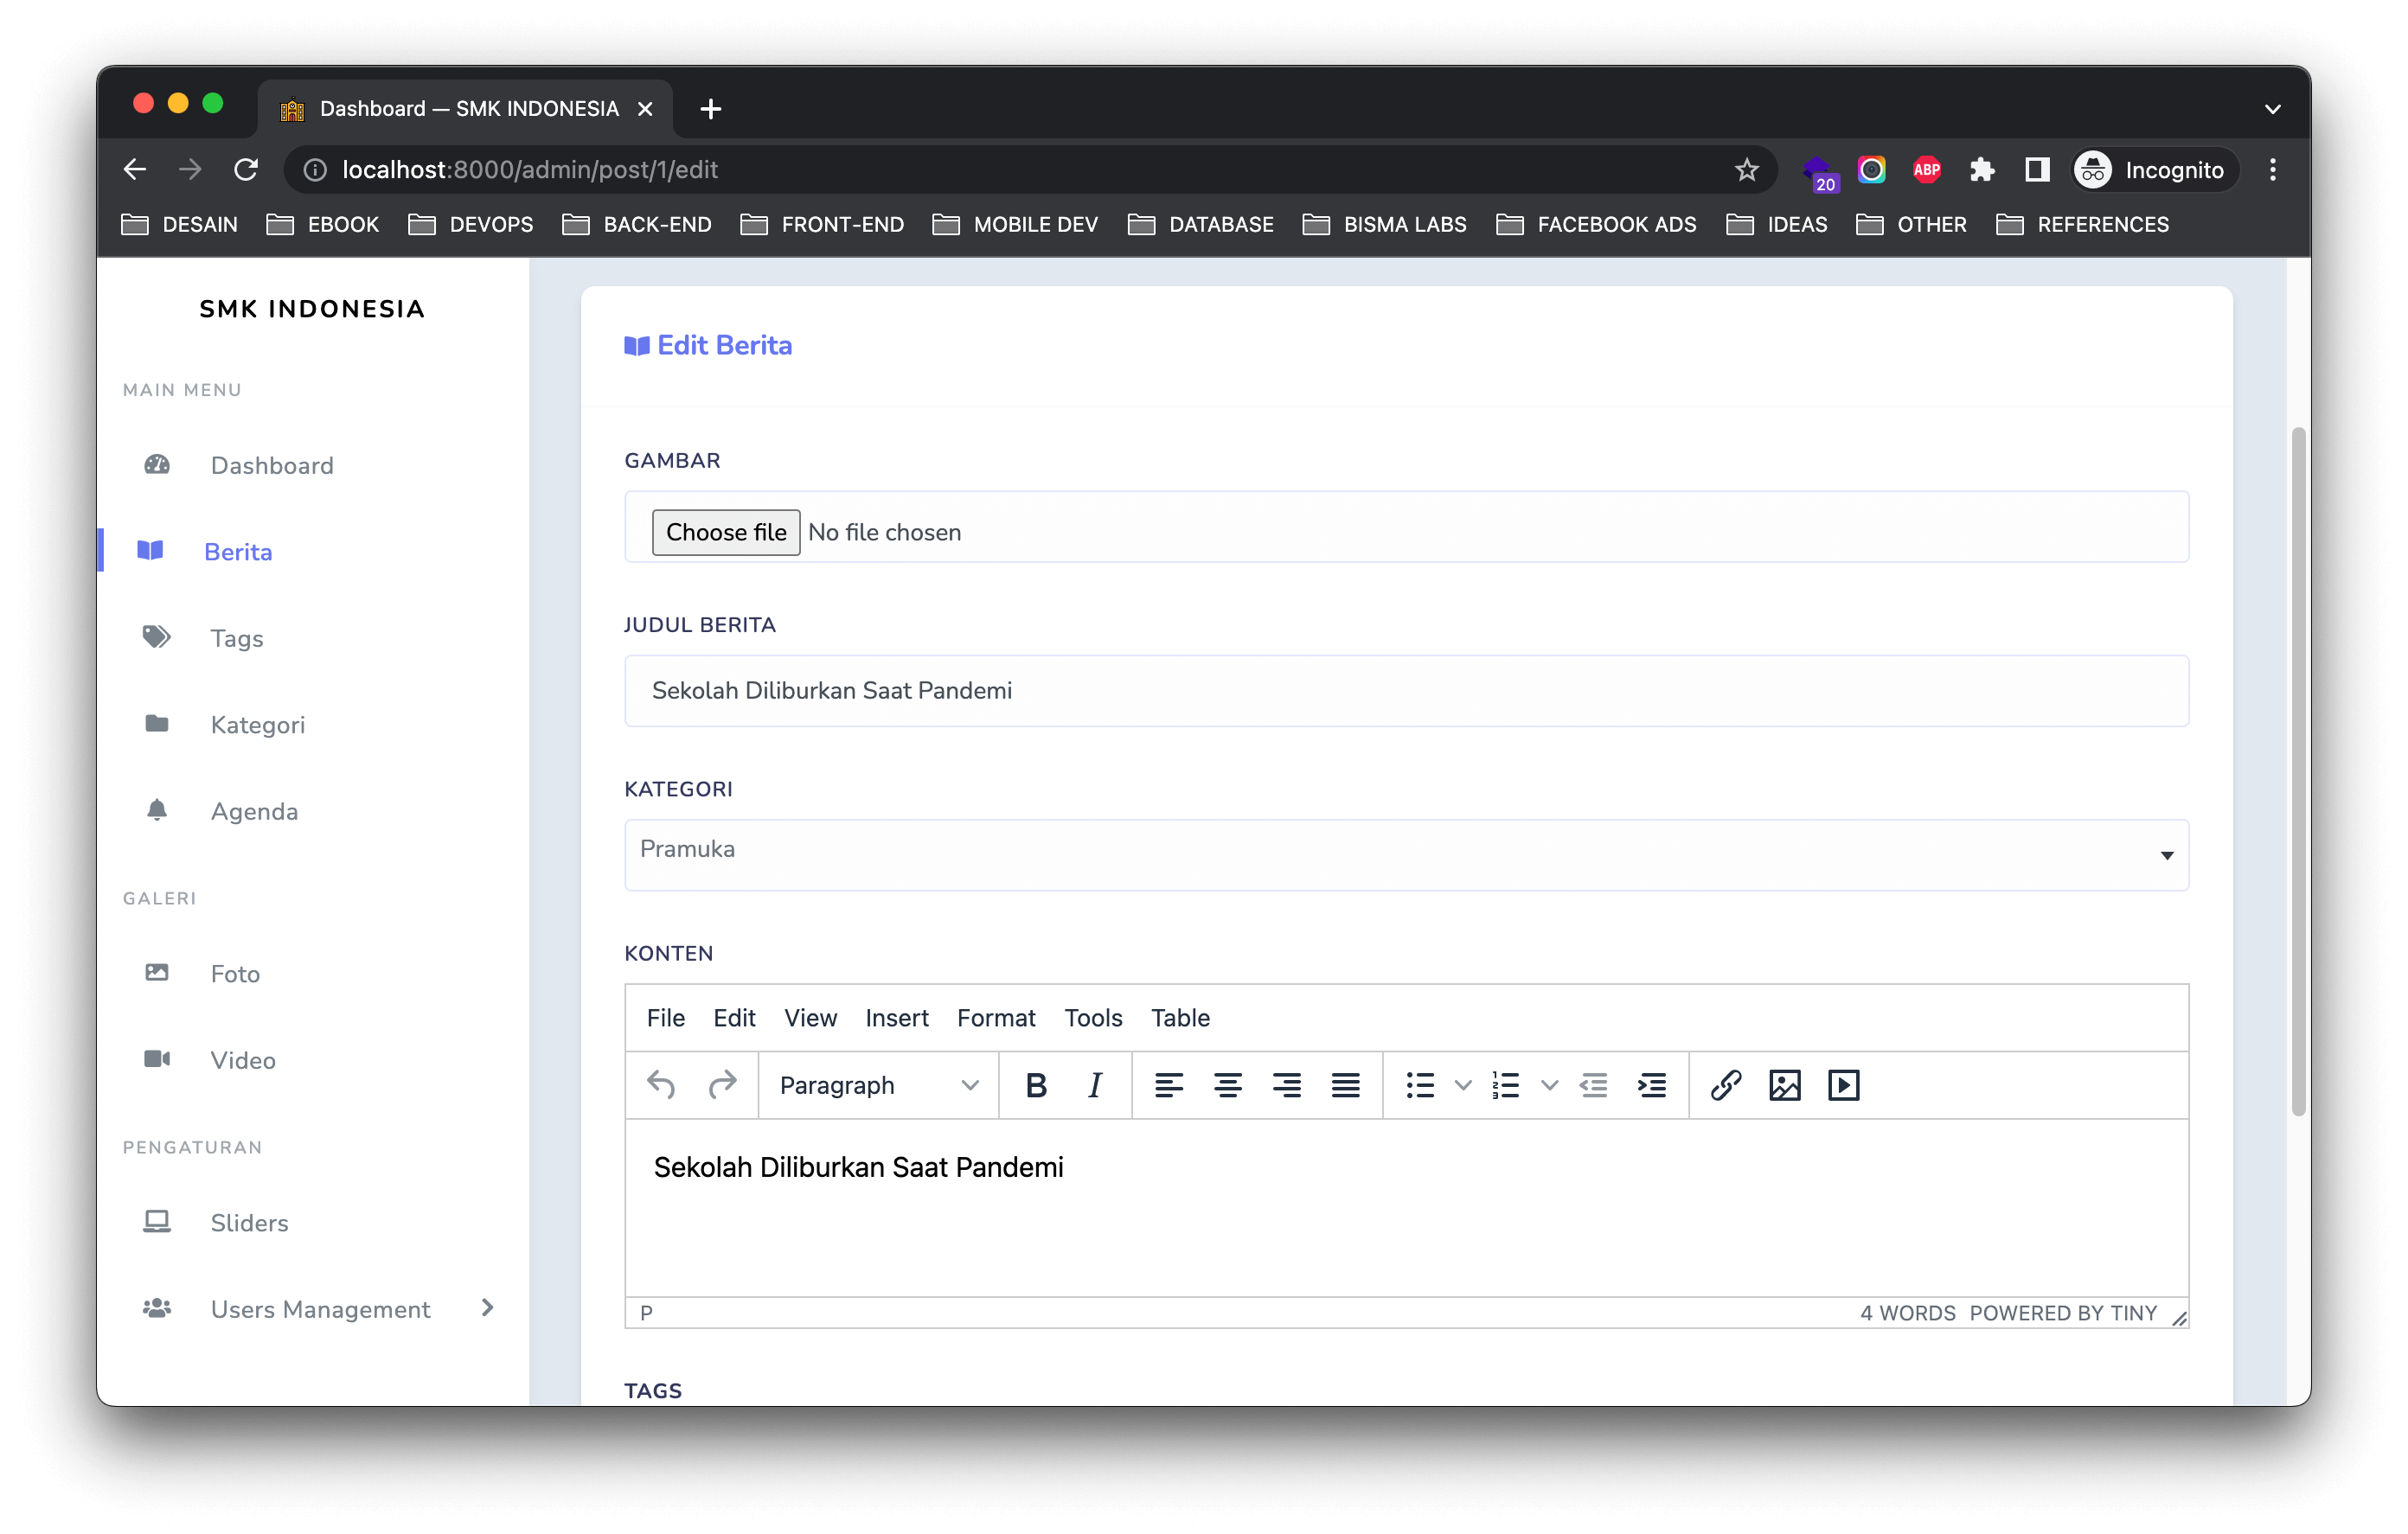 Dashboard — SMK INDONESIA
localhost:8000/admin/post/1/edit
20
ABP
Incognito
DESAIN EBOOK DEVOPS BACK-END FRONT-END MOBILE DEV DATABASE BISMA LABS FACEBOOK ADS IDEAS OTHER REFERENCES
SMK INDONESIA
MAIN MENU
Dashboard
Berita
Tags
Kategori
Agenda
GALERI
Foto
Video
PENGATURAN
Sliders
Users Management
Edit Berita
GAMBAR
Choose file No file chosen
JUDUL BERITA
Sekolah Diliburkan Saat Pandemi
KATEGORI
Pramuka
KONTEN
File Edit View Insert Format Tools Table
Paragraph B I
Sekolah Diliburkan Saat Pandemi
P 4 WORDS POWERED BY TINY
TAGS